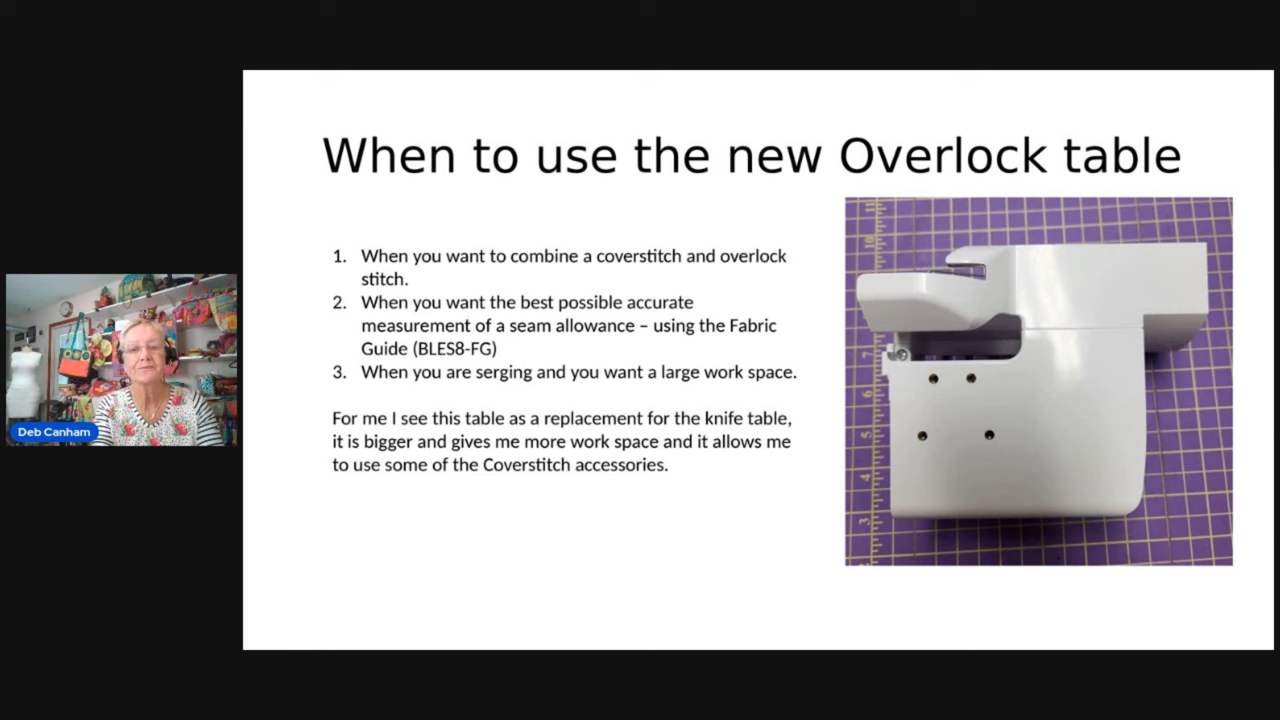 When to use the new Overlock table
1. When you want to combine a coverstitch and overlock
stitch.
2. When you want the best possible accurate
measurement of a seam allowance – using the Fabric
Guide (BLES8-FG)
3. When you are serging and you want a large work space.
For me I see this table as a replacement for the knife table,
it is bigger and gives me more work space and it allows me
to use some of the Coverstitch accessories.
Deb Canham